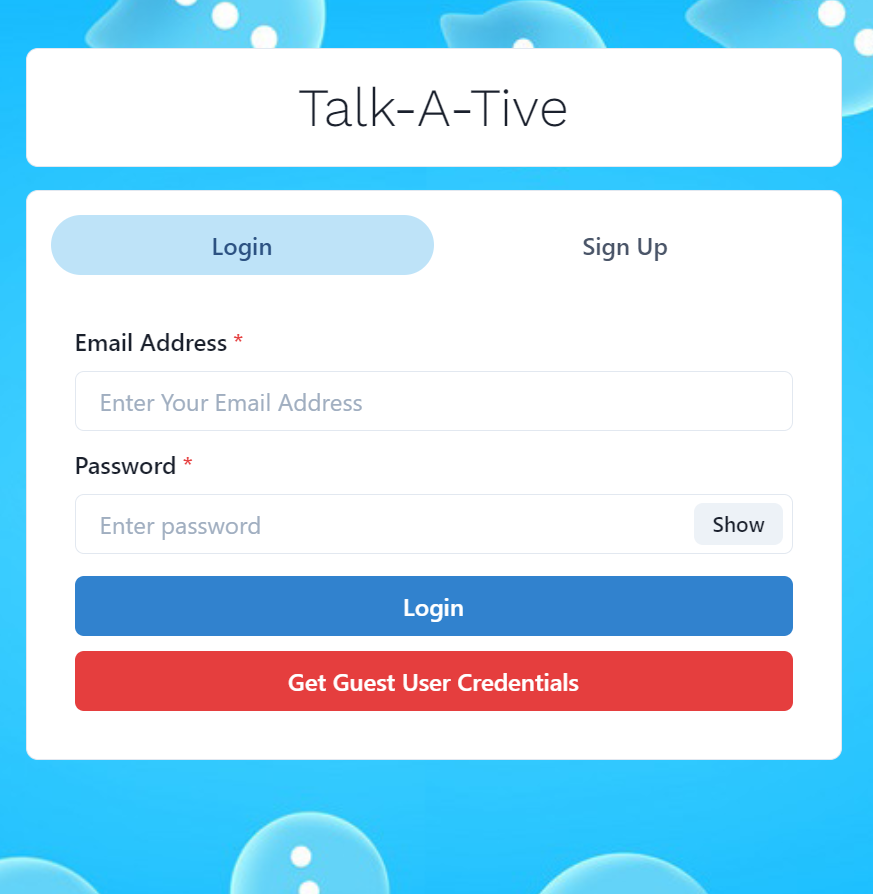 Talk-A-Tive
Login
Sign Up
Email Address *
Enter Your Email Address
Password *
Enter password
Show
Login
Get Guest User Credentials